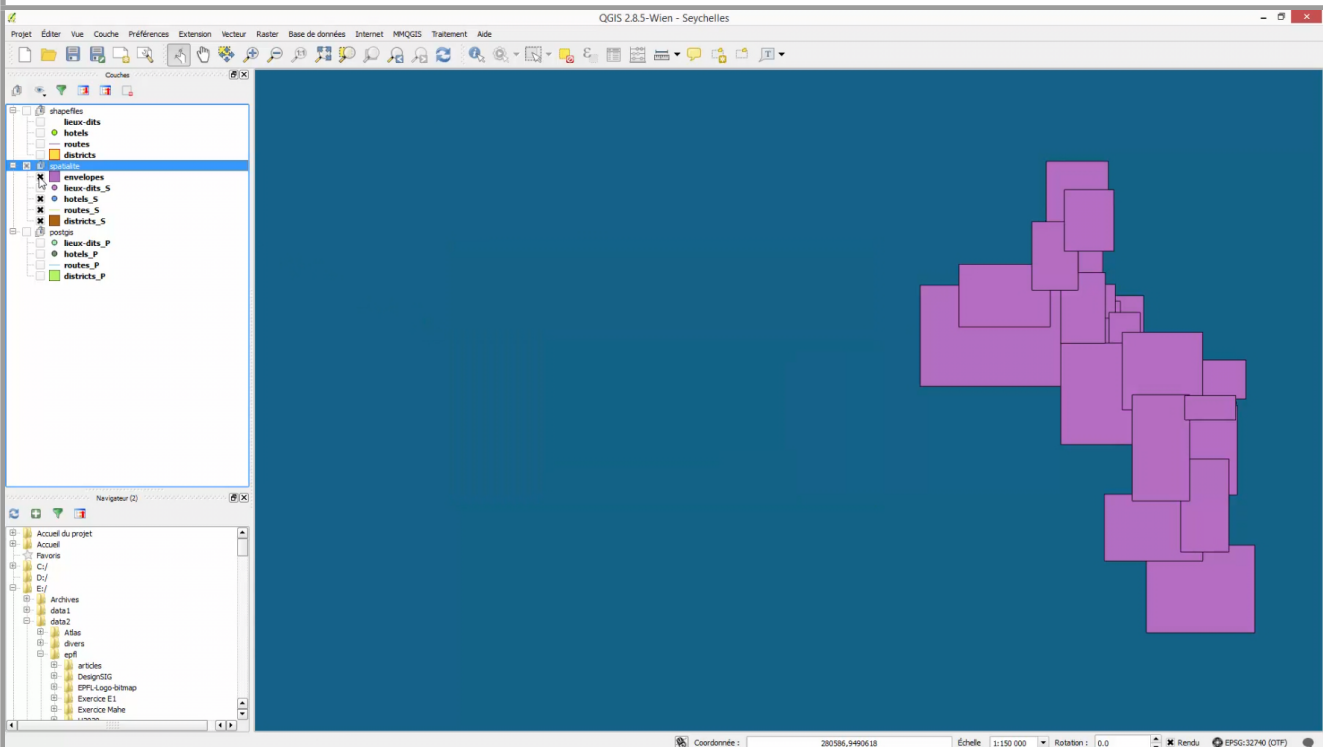 QGIS 2.8.5-Wien - Seychelles
Projet Éditer Vue Couche Préférences Extension Vecteur Raster Base de données Internet MMQGIS Traitement Aide
Couches
shapefiles
lieux-dits
hotels
routes
districts
spatialite
envelopes
lieux-dits_S
hotels_S
routes_S
districts_S
postgis
lieux-dits_P
hotels_P
routes_P
districts_P
Navigateur (2)
Accueil du projet
Accueil
Favoris
C:/
D:/
E:/
Archives
data1
data2
Atlas
divers
epfl
articles
DesignSIG
EPFL-Logo-bitmap
Exercice E1
Exercice Mahe
Coordonnée : 280586,9490618 Échelle 1:150 000 Rotation : 0.0 Rendu EPSG:32740 (OTF)